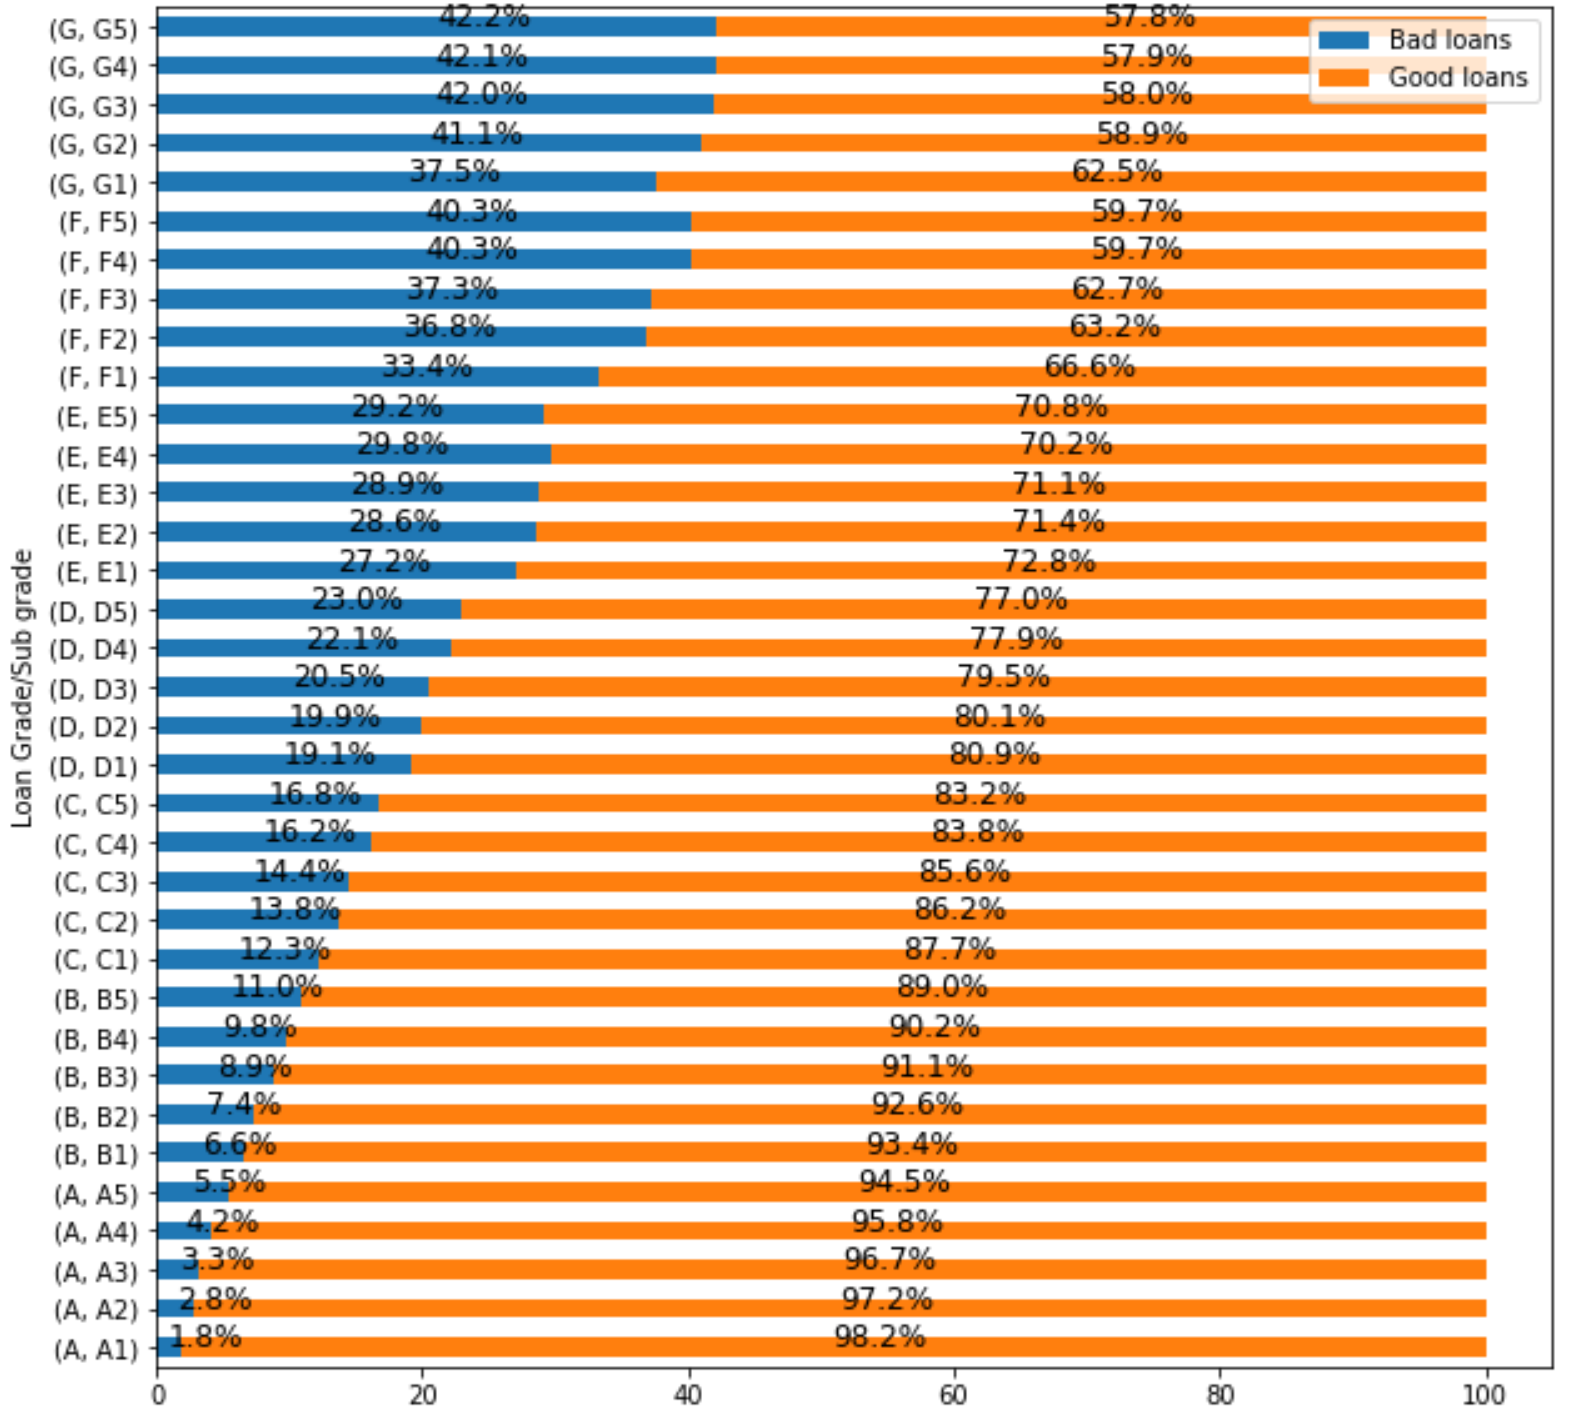 Loan Grade/Sub grade
Bad loans
Good loans
(G, G5) 42.2% 57.8%
(G, G4) 42.1% 57.9%
(G, G3) 42.0% 58.0%
(G, G2) 41.1% 58.9%
(G, G1) 37.5% 62.5%
(F, F5) 40.3% 59.7%
(F, F4) 40.3% 59.7%
(F, F3) 37.3% 62.7%
(F, F2) 36.8% 63.2%
(F, F1) 33.4% 66.6%
(E, E5) 29.2% 70.8%
(E, E4) 29.8% 70.2%
(E, E3) 28.9% 71.1%
(E, E2) 28.6% 71.4%
(E, E1) 27.2% 72.8%
(D, D5) 23.0% 77.0%
(D, D4) 22.1% 77.9%
(D, D3) 20.5% 79.5%
(D, D2) 19.9% 80.1%
(D, D1) 19.1% 80.9%
(C, C5) 16.8% 83.2%
(C, C4) 16.2% 83.8%
(C, C3) 14.4% 85.6%
(C, C2) 13.8% 86.2%
(C, C1) 12.3% 87.7%
(B, B5) 11.0% 89.0%
(B, B4) 9.8% 90.2%
(B, B3) 8.9% 91.1%
(B, B2) 7.4% 92.6%
(B, B1) 6.6% 93.4%
(A, A5) 5.5% 94.5%
(A, A4) 4.2% 95.8%
(A, A3) 3.3% 96.7%
(A, A2) 2.8% 97.2%
(A, A1) 1.8% 98.2%
0 20 40 60 80 100